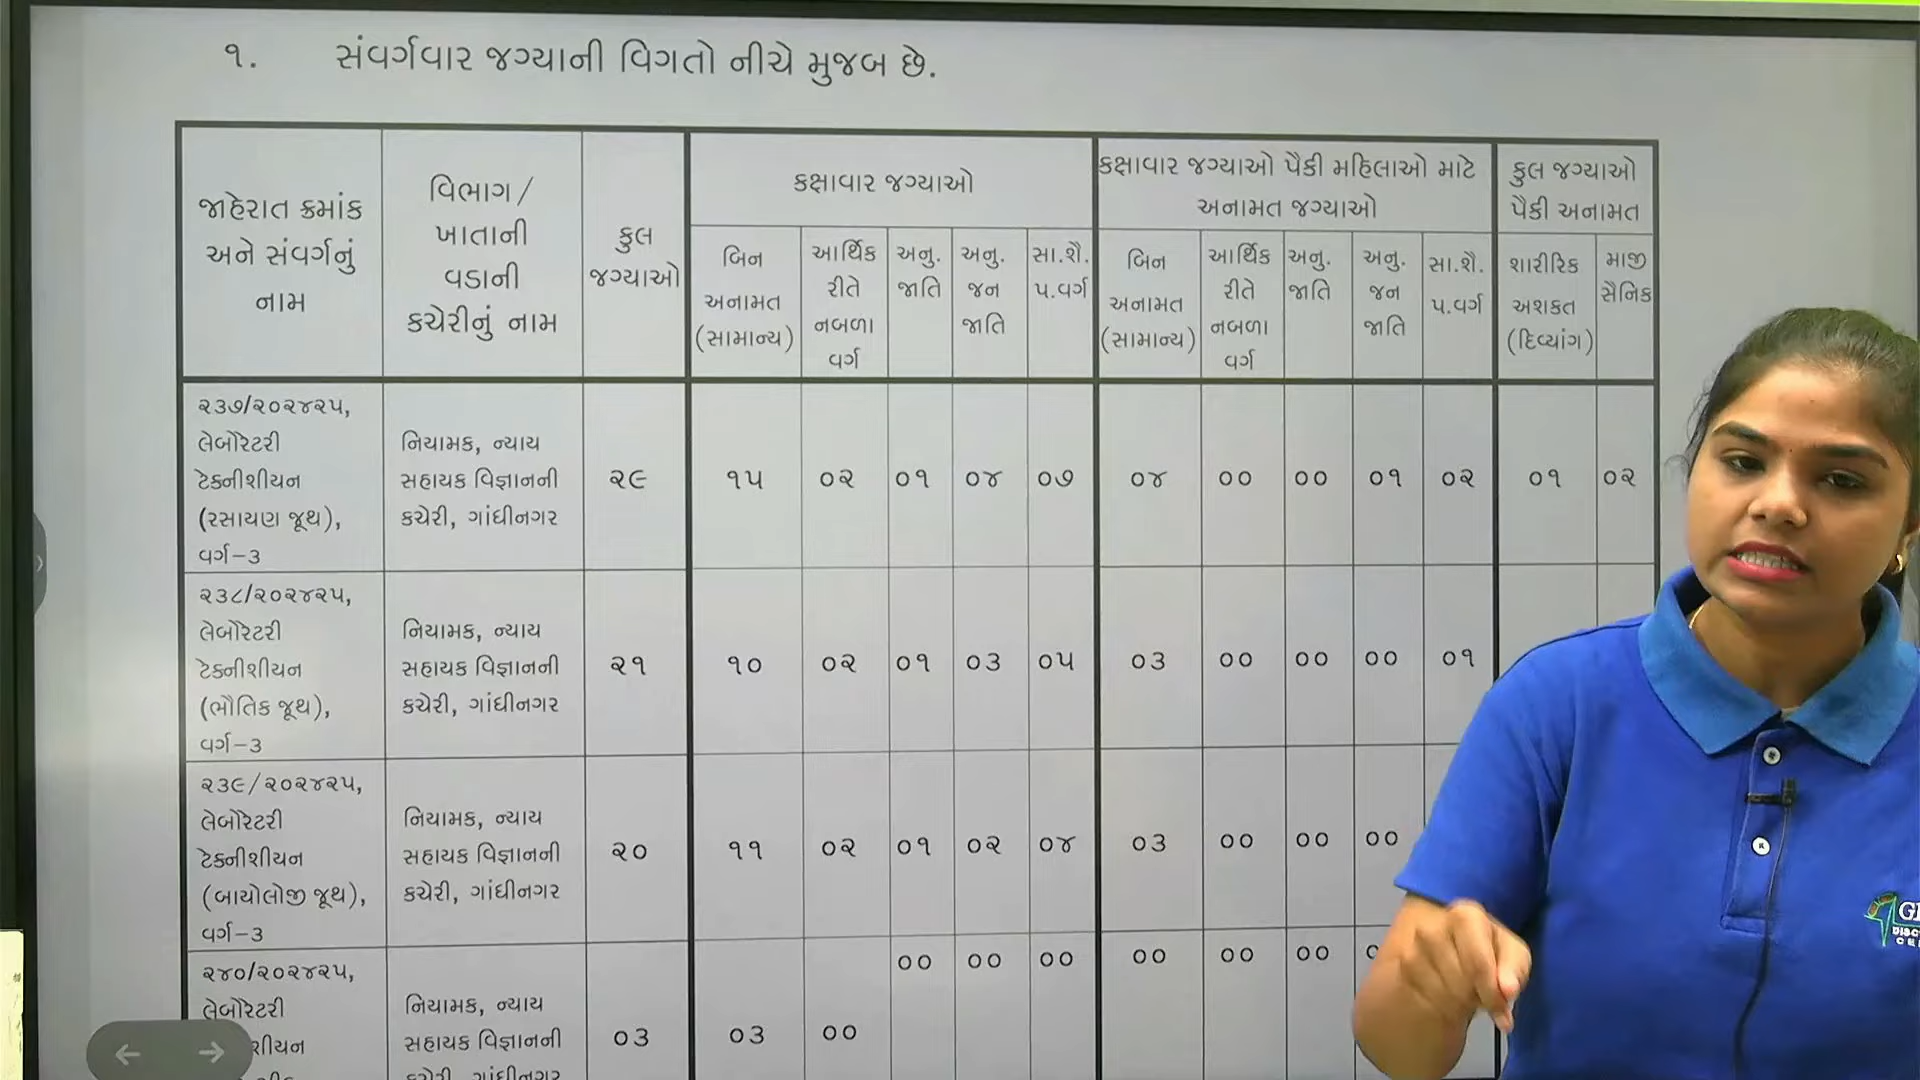 ૧. સંવર્ગવાર જગ્યાની વિગતો નીચે મુજબ છે.
જાહેરાત ક્રમાંક
અને સંવર્ગનું
નામ
વિભાગ/
ખાતાની
વડાની
કચેરીનું નામ
કુલ
જગ્યાઓ
કક્ષાવાર જગ્યાઓ
કક્ષાવાર જગ્યાઓ પૈકી મહિલાઓ માટે
અનામત જગ્યાઓ
કુલ જગ્યાઓ
પૈકી અનામત
બિન
અનામત
(સામાન્ય)
આર્થિક
રીતે
નબળા
વર્ગ
અનુ.
જાતિ
અનુ.
જન
જાતિ
સા.શૈ.
પ.વર્ગ
બિન
અનામત
(સામાન્ય)
આર્થિક
રીતે
નબળા
વર્ગ
અનુ.
જાતિ
અનુ.
જન
જાતિ
સા.શૈ.
પ.વર્ગ
શારીરિક
અશકત
(દિવ્યાંગ)
માજી
સૈનિક
૨૩૭/૨૦૨૪૨૫,
લેબોરેટરી
ટેકનીશીયન
(રસાયણ જૂથ),
વર્ગ-૩
નિયામક, ન્યાય
સહાયક વિજ્ઞાનની
કચેરી, ગાંધીનગર
૨૯ ૧૫ ૦૨ ૦૧ ૦૪ ૦૭ ૦૪ ૦૦ ૦૦ ૦૧ ૦૨ ૦૧ ૦૨
૨૩૮/૨૦૨૪૨૫,
લેબોરેટરી
ટેકનીશીયન
(ભૌતિક જૂથ),
વર્ગ-૩
નિયામક, ન્યાય
સહાયક વિજ્ઞાનની
કચેરી, ગાંધીનગર
૨૧ ૧૦ ૦૨ ૦૧ ૦૩ ૦૫ ૦૩ ૦૦ ૦૦ ૦૦ ૦૧
૨૩૯/૨૦૨૪૨૫,
લેબોરેટરી
ટેકનીશીયન
(બાયોલોજી જૂથ),
વર્ગ-૩
નિયામક, ન્યાય
સહાયક વિજ્ઞાનની
કચેરી, ગાંધીનગર
૨૦ ૧૧ ૦૨ ૦૧ ૦૨ ૦૪ ૦૩ ૦૦ ૦૦ ૦૦
૨૪૦/૨૦૨૪૨૫,
લેબોરેટરી
નિયામક, ન્યાય
સહાયક વિજ્ઞાનની
કચેરી, ગાંધીનગર
૦૩ ૦૩ ૦૦ ૦૦ ૦૦ ૦૦ ૦૦ ૦૦ ૦૦